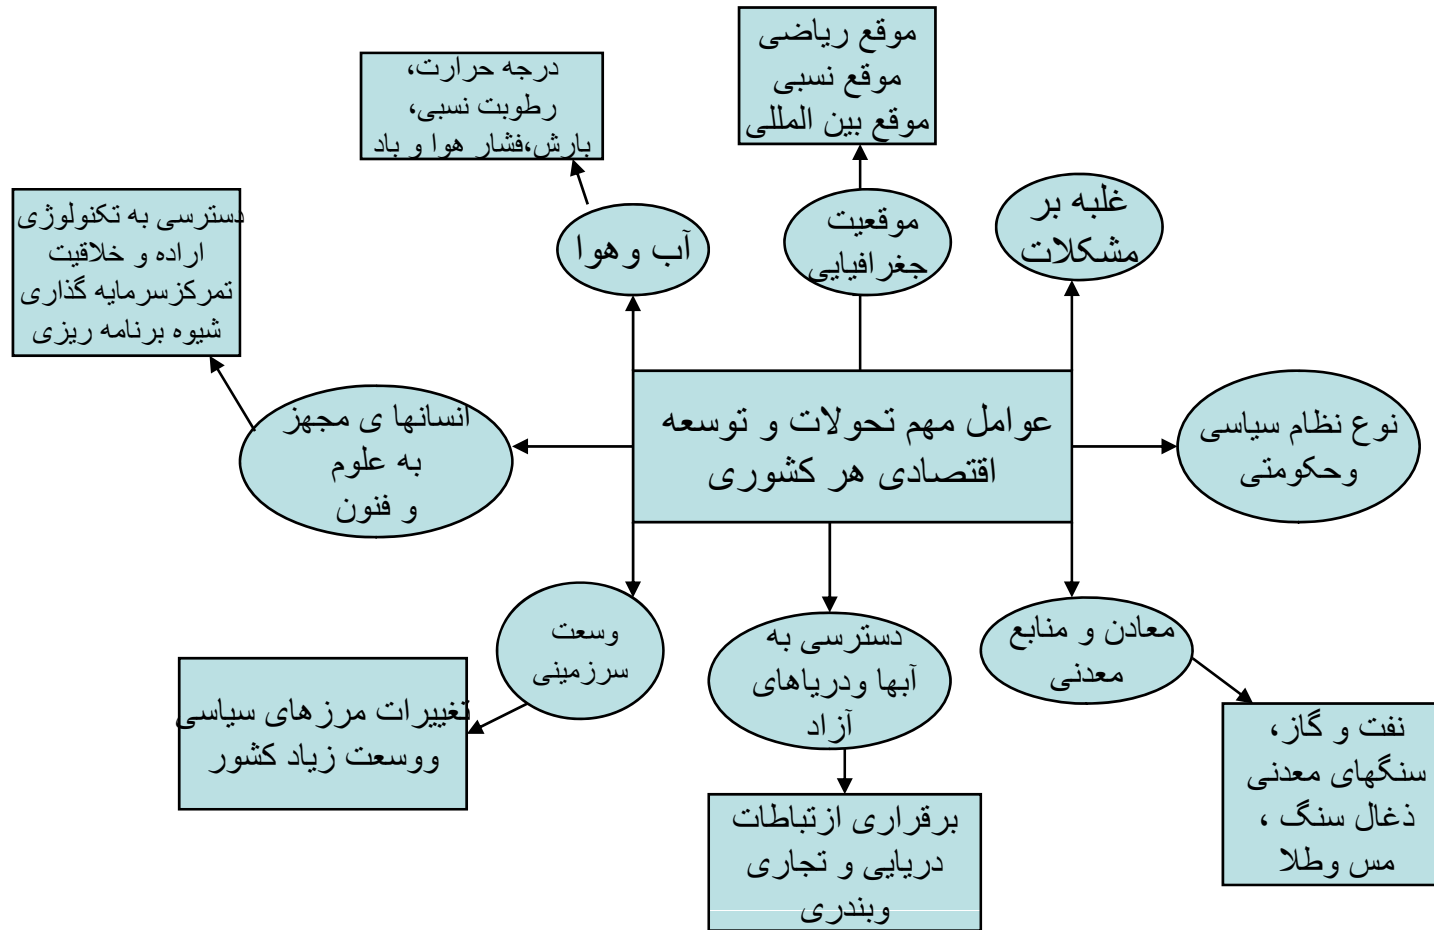 موقع ریاضی
موقع نسبی
موقع بین المللی
درجه حرارت،
رطوبت نسبی،
بارش،فشار هوا و باد
غلبه بر
مشکلات
موقعیت
جغرافیایی
آب و هوا
دسترسی به تکنولوژی
اراده و خلاقیت
تمرکزسرمایه گذاری
شیوه برنامه ریزی
عوامل مهم تحولات و توسعه
اقتصادی هر کشوری
نوع نظام سیاسی
وحکومتی
انسانها ی مجهز
به علوم
و فنون
معادن و منابع
معدنی
دسترسی به
آبها ودریاهای
آزاد
وسعت
سرزمینی
تغییرات مرزهای سیاسی
ووسعت زیاد کشور
نفت و گاز،
سنگهای معدنی
ذغال سنگ ،
مس وطلا
برقراری ازتباطات
دریایی و تجاری
وبندری